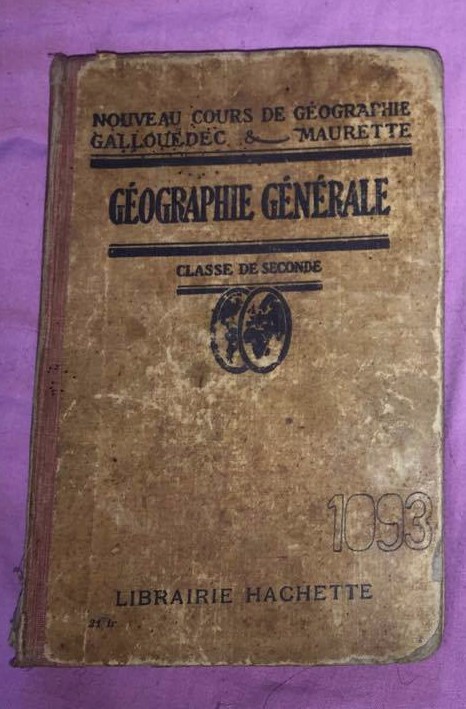 NOUVEAU COURS DE GÉOGRAPHIE
GALLOUÉDEC & MAURETTE
GÉOGRAPHIE GÉNÉRALE
CLASSE DE SECONDE
1093
LIBRAIRIE HACHETTE